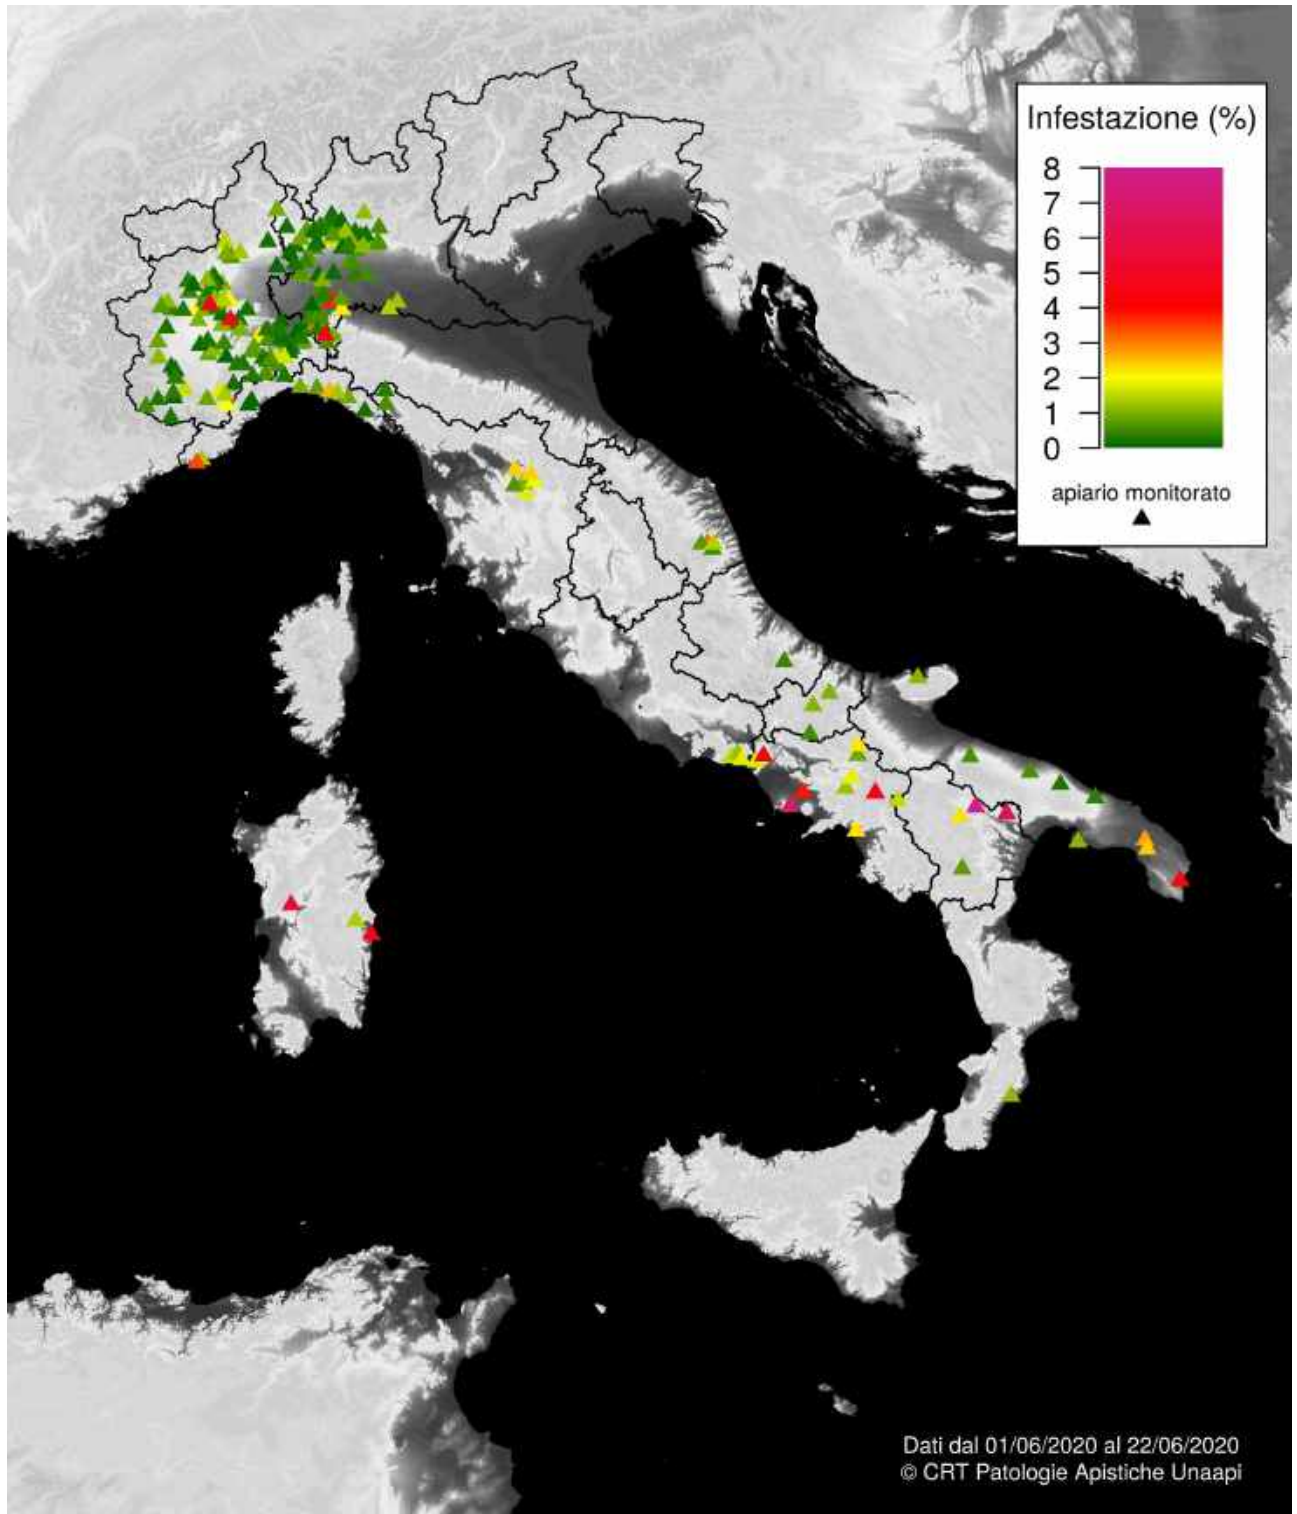 Infestazione (%)
8
7
6
5
4
3
2
1
0
apiario monitorato
Dati dal 01/06/2020 al 22/06/2020
© CRT Patologie Apistiche Unaapi